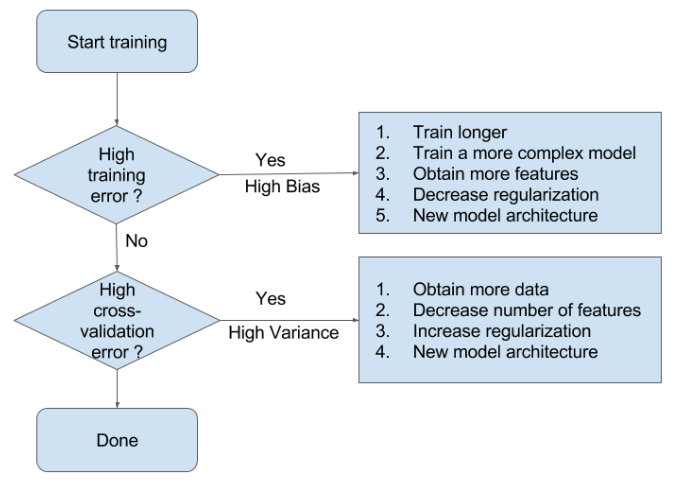 Start training
High
training
error ?
Yes
High Bias
1. Train longer
2. Train a more complex model
3. Obtain more features
4. Decrease regularization
5. New model architecture
No
High
cross-
validation
error ?
Yes
High Variance
1. Obtain more data
2. Decrease number of features
3. Increase regularization
4. New model architecture
Done